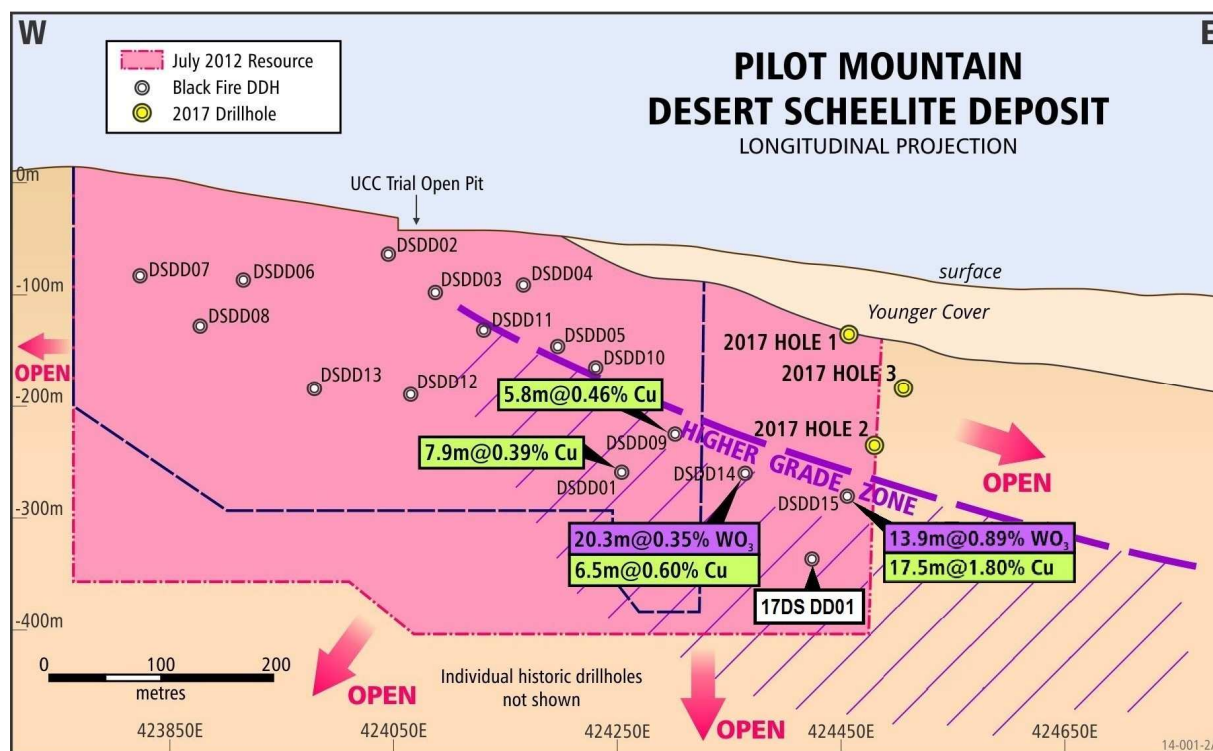 W
E
July 2012 Resource
Black Fire DDH
2017 Drillhole
PILOT MOUNTAIN
DESERT SCHEELITE DEPOSIT
LONGITUDINAL PROJECTION
0m
-100m
-200m
-300m
-400m
UCC Trial Open Pit
surface
Younger Cover
DSDD02
DSDD07
DSDD06
DSDD03
DSDD04
DSDD08
DSDD11
DSDD05
DSDD10
DSDD13
DSDD12
2017 HOLE 1
2017 HOLE 3
2017 HOLE 2
OPEN
5.8m@0.46% Cu
7.9m@0.39% Cu
DSDD09
DSDD01
DSDD14
DSDD15
HIGHER GRADE ZONE
OPEN
20.3m@0.35% WO₃
6.5m@0.60% Cu
13.9m@0.89% WO₃
17.5m@1.80% Cu
17DS DD01
0 100 200
metres
OPEN
Individual historic drillholes
not shown
OPEN
423850E
424050E
424250E
424450E
424650E